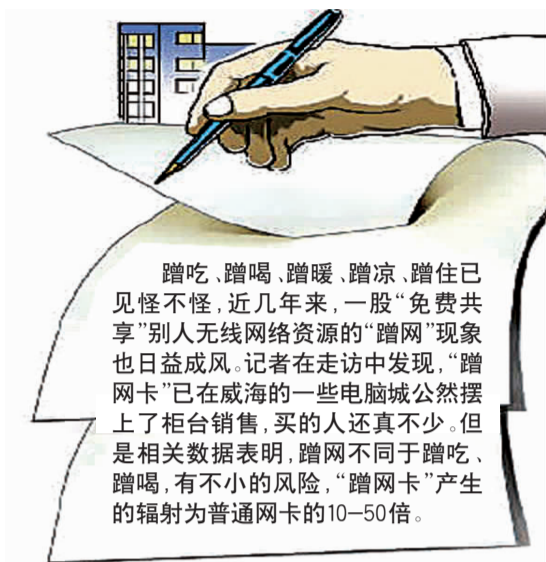 蹭吃、蹭喝、蹭暖、蹭凉、蹭住已
见怪不怪，近几年来，一股“免费共
享”别人无线网络资源的“蹭网”现象
也日益成风。记者在走访中发现，“蹭
网卡”已在威海的一些电脑城公然摆
上了柜台销售，买的人还真不少。但
是相关数据表明，蹭网不同于蹭吃、
蹭喝，有不小的风险，“蹭网卡”产生
的辐射为普通网卡的10—50倍。